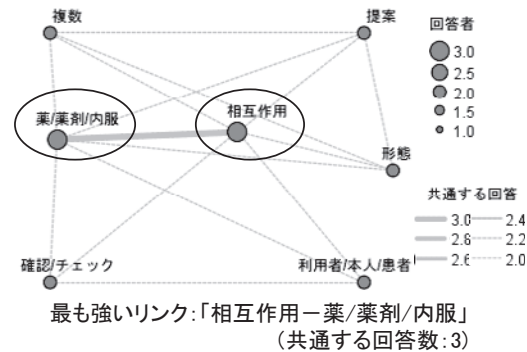 複数
提案
回答者
3.0
2.5
2.0
1.5
1.0
薬/薬剤/内服
相互作用
形態
共通する回答
3.0 2.4
2.8 2.2
2.6 2.0
確認/チェック
利用者/本人/患者
最も強いリンク:「相互作用－薬/薬剤/内服」
(共通する回答数:3)